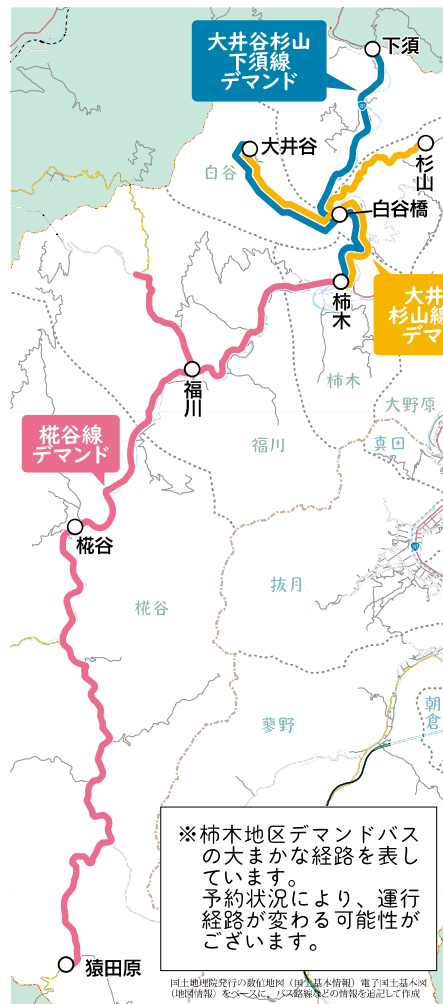 大井谷杉山
下須線
デマンド
下須
大井谷
杉山
白谷
白谷橋
大井
杉山線
デマ
柿木
福川
柿木
大野原
椛谷線
デマンド
福川
真田
椛谷
抜月
椛谷
蓼野
朝倉
※柿木地区デマンドバス
の大まかな経路を表し
ています。
予約状況により、運行
経路が変わる可能性が
ございます。
猿田原
国土地理院発行の数値地図（国土基本情報）電子国土基本図
（地図情報）をベースに、バス路線などの情報を追記して作成